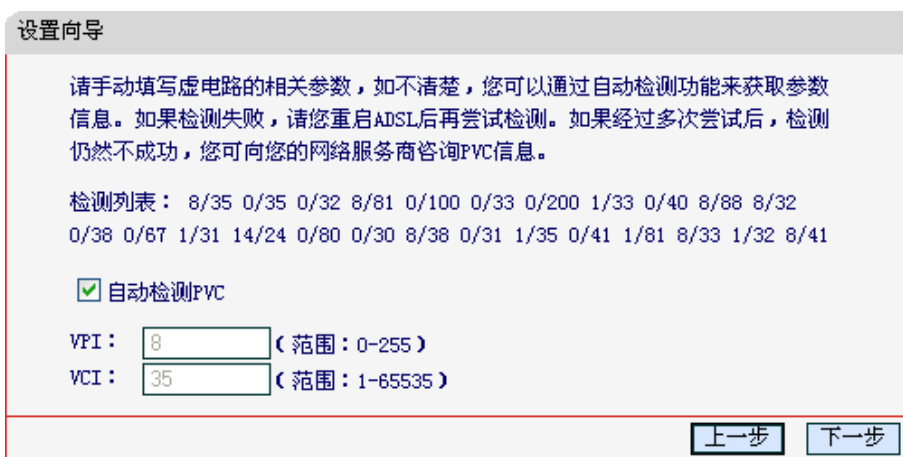 设置向导
请手动填写虚电路的相关参数，如不清楚，您可以通过自动检测功能来获取参数
信息。如果检测失败，请您重启ADSL后再尝试检测。如果经过多次尝试后，检测
仍然不成功，您可向您的网络服务商咨询PVC信息。
检测列表： 8/35 0/35 0/32 8/81 0/100 0/33 0/200 1/33 0/40 8/88 8/32
0/38 0/67 1/31 14/24 0/80 0/30 8/38 0/31 1/35 0/41 1/81 8/33 1/32 8/41
自动检测PVC
VPI： 8 （范围：0-255）
VCI： 35 （范围：1-65535）
上一步 下一步